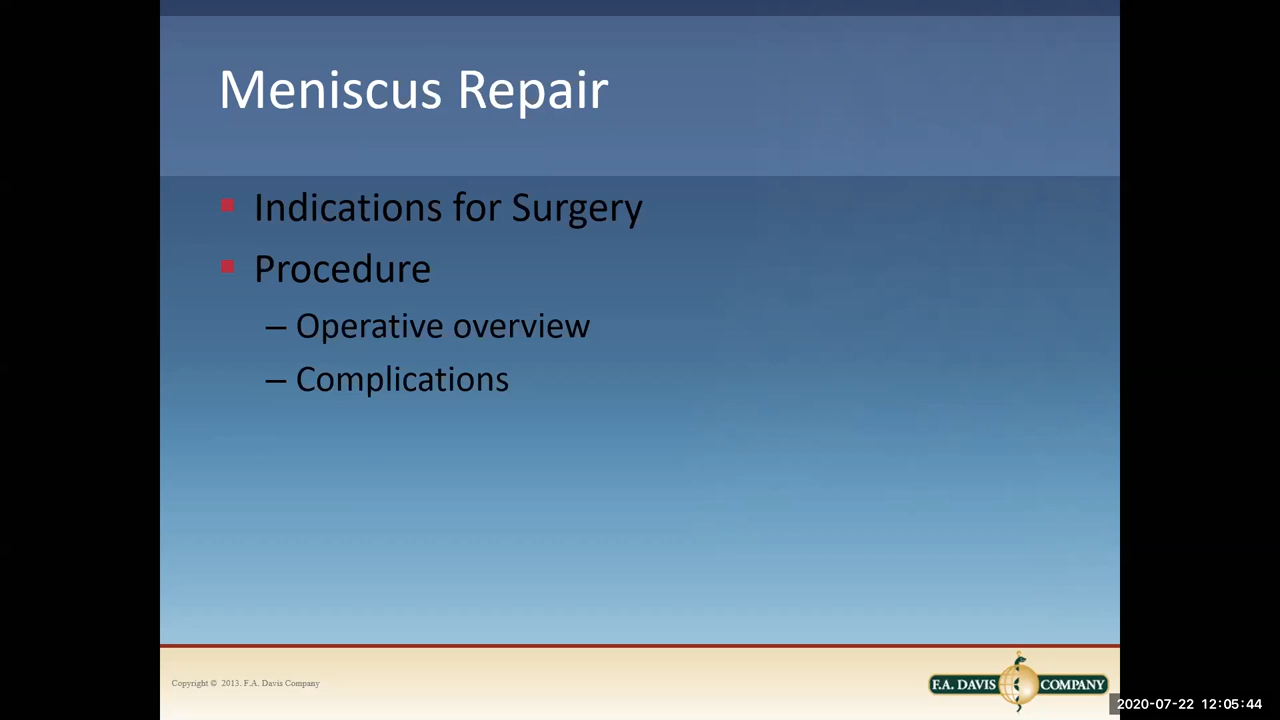 Meniscus Repair
Indications for Surgery
Procedure
– Operative overview
– Complications
Copyright © 2013. F.A. Davis Company
F.A. DAVIS COMPANY
2020-07-22 12:05:44